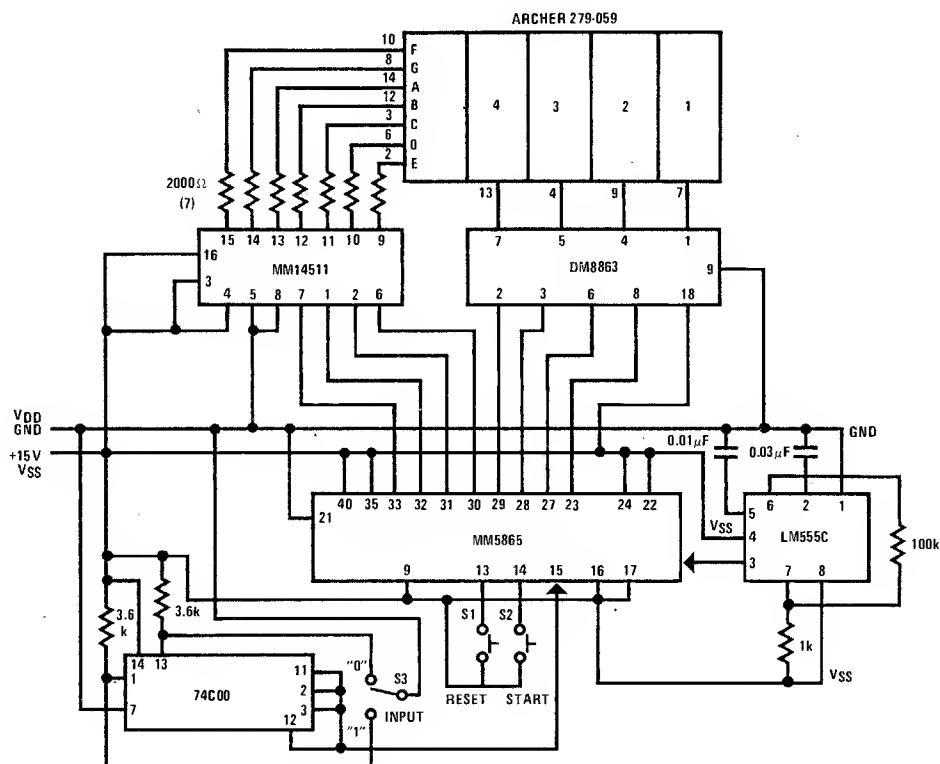 ARCHER 279-059
10 F
8 G
14 A
12 B
3 C
6 D
2 E
4 3 2 1
13 4 9 7
2000Ω
(7)
15 14 13 12 11 10 9
16
3
MM14511
4 5 8 7 1 2 6
7 5 4 1
DM8863
9
2 3 6 8 18
VDD
GND
GND
+15V
VSS
0.01µF
0.03µF
40 35 33 32 31 30 29 28 27 23 24 22
21
MM5865
9 13 14 15 16 17
6 2 1
5
4
3
VSS
LM555C
7 8
100k
1k
VSS
3.6
k
3.6k
14 13
1
7
74C00
11
2
3
12
"0"
S3
INPUT
"1"
S1 S2
RESET START